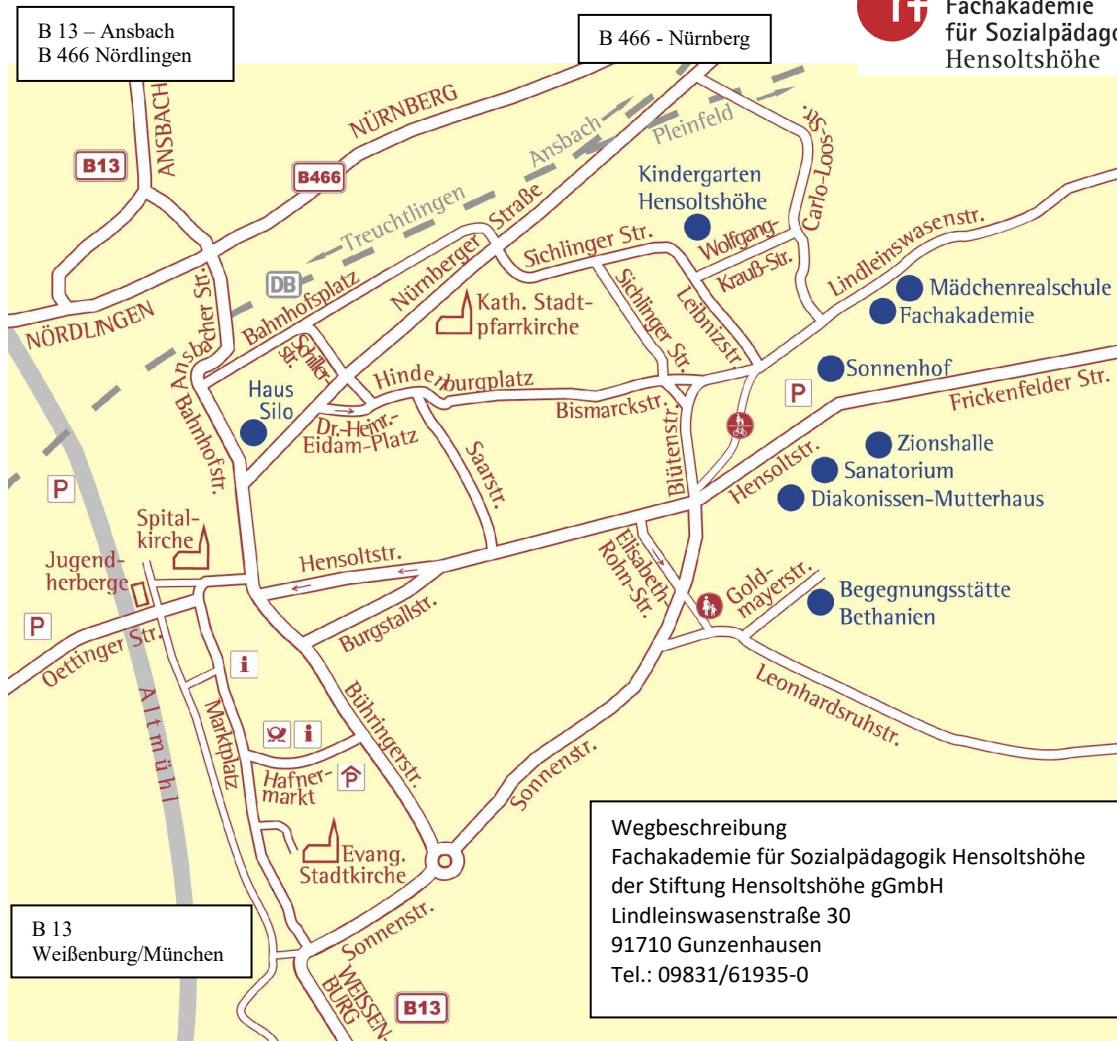 B 13 – Ansbach
B 466 Nördlingen
B 466 - Nürnberg
Fachakademie
für Sozialpädago
Hensoltshöhe
NÜRNBERG
ANSBACH
B13
B466
Ansbach
Pleinfeld
Treuchtlingen
DB
Carlo-Loos-Str.
Kindergarten
Hensoltshöhe
Nürnberger Straße
Sichlinger Str.
Wolfgang-
Krauß-Str.
Lindleinswasenstr.
NÖRDLINGEN
Ansbacher Str.
Bahnhofsplatz
Kath. Stadt-
pfarrkirche
Sichlinger Str.
Leibnizstr.
Mädchenrealschule
Fachakademie
Schiller-
str.
Haus
Silo
Hindenburgplatz
Dr.-Heinr.-
Eidam-Platz
Bismarckstr.
Sonnenhof
P
Frickenfelder Str.
Bahnhofstr.
Saarstr.
Blütenstr.
Zionshalle
Sanatorium
Diakonissen-Mutterhaus
Hensoltstr.
P
Spital-
kirche
Jugend-
herberge
Hensoltstr.
Elisabeth-
Rohn-Str.
Gold-
mayerstr.
Begegnungsstätte
Bethanien
P
Oettinger Str.
Burgstallstr.
i
Leonhardsruhstr.
Altmühl
Marktplatz
Bühringerstr.
i
Hafner-
markt
P
Sonnenstr.
Evang.
Stadtkirche
Sonnenstr.
WEISSEN-
BURG
B13
B 13
Weißenburg/München
Wegbeschreibung
Fachakademie für Sozialpädagogik Hensoltshöhe
der Stiftung Hensoltshöhe gGmbH
Lindleinswasenstraße 30
91710 Gunzenhausen
Tel.: 09831/61935-0